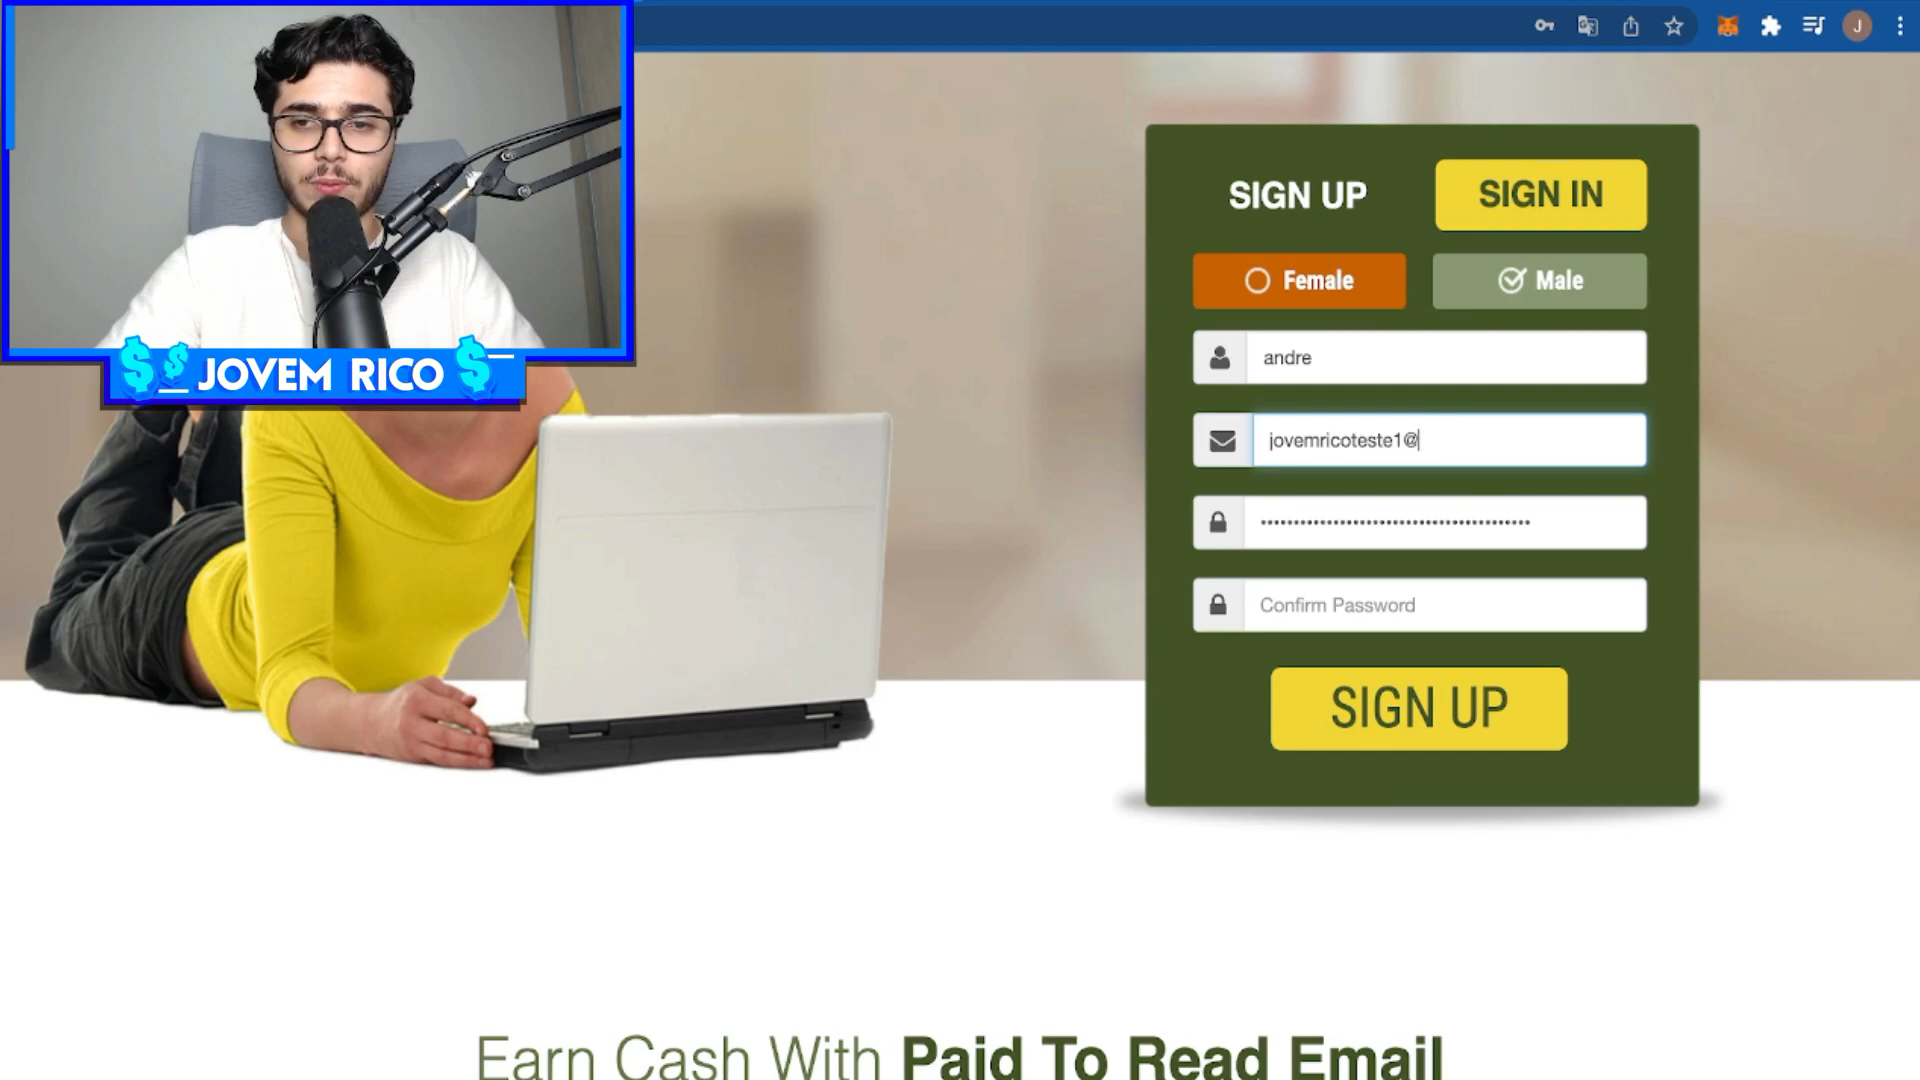 J
$ $ JOVEM RICO $
SIGN UP
SIGN IN
Female
Male
andre
jovemricoteste1@
••••••••••••••••••••••••••••••••••••••••
Confirm Password
SIGN UP
Earn Cash With Paid To Read Email